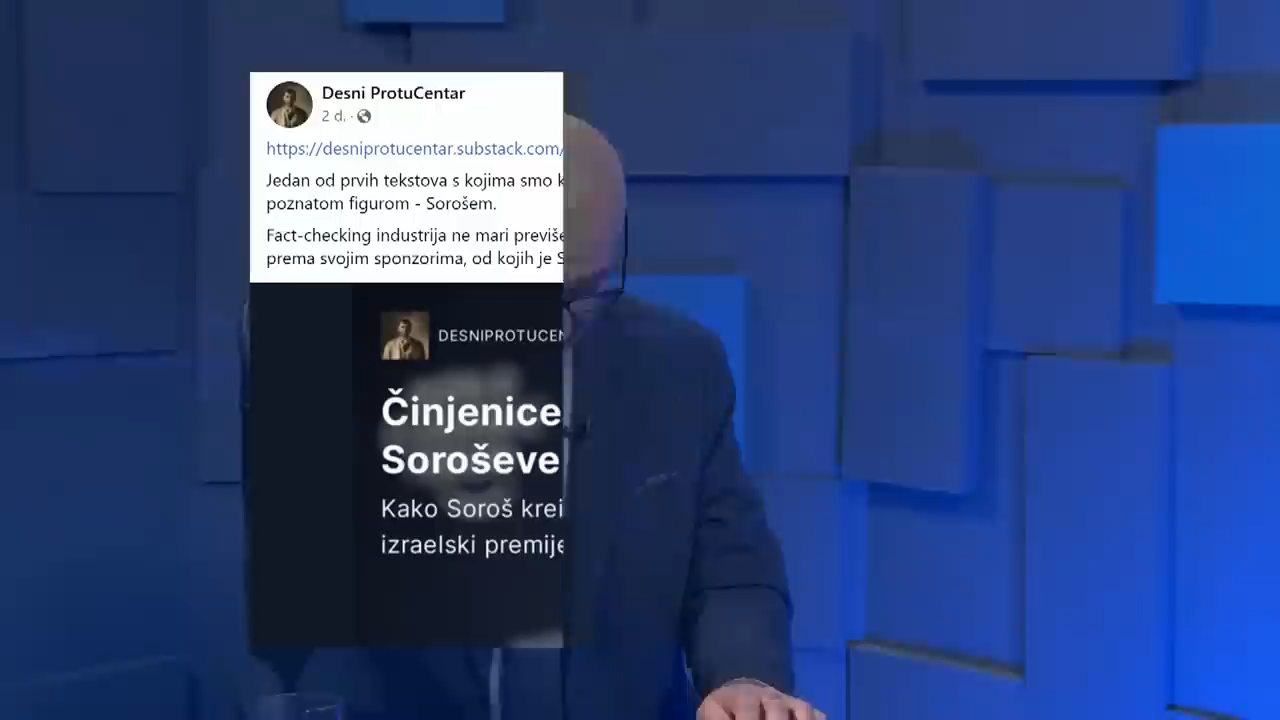 Desni ProtuCentar
2 d.
https://desniprotucentar.substack.com/
Jedan od prvih tekstova s kojima smo
poznatom figurom - Sorošem.
Fact-checking industrija ne mari previše
prema svojim sponzorima, od kojih je
DESNIPROTUCEN
Činjenice
Soroševe
Kako Soroš krei
izraelski premije